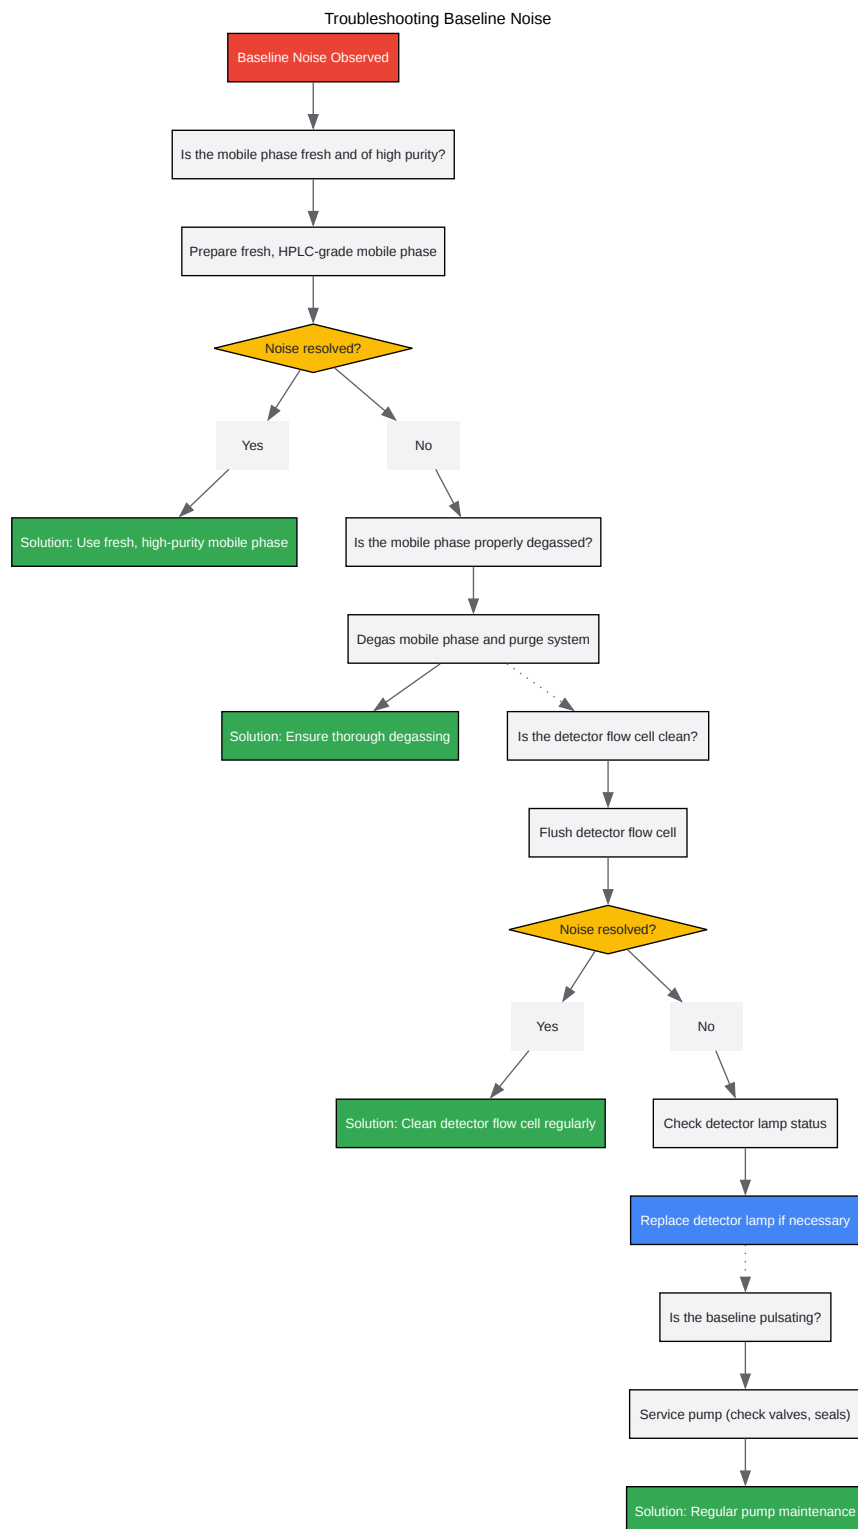 Troubleshooting Baseline Noise
Baseline Noise Observed
Is the mobile phase fresh and of high purity?
Prepare fresh, HPLC-grade mobile phase
Noise resolved?
Yes
No
Solution: Use fresh, high-purity mobile phase
Is the mobile phase properly degassed?
Degas mobile phase and purge system
Solution: Ensure thorough degassing
Is the detector flow cell clean?
Flush detector flow cell
Noise resolved?
Yes
No
Solution: Clean detector flow cell regularly
Check detector lamp status
Replace detector lamp if necessary
Is the baseline pulsating?
Service pump (check valves, seals)
Solution: Regular pump maintenance